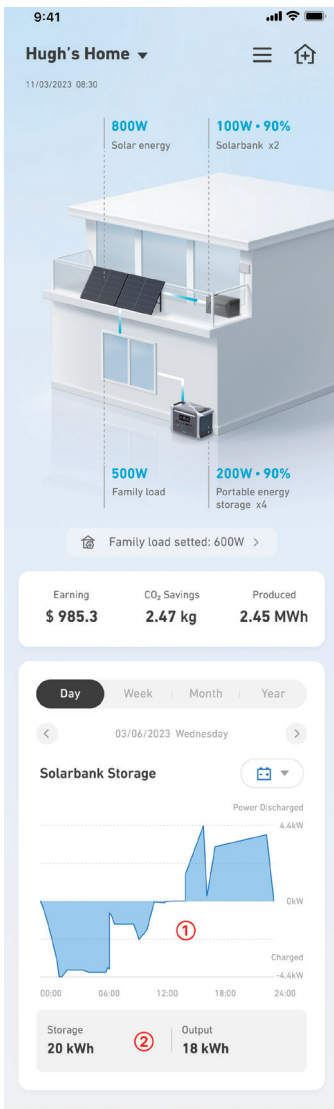 9:41
Hugh's Home
11/03/2023 08:30
800W
Solar energy
100W • 90%
Solarbank x2
500W
Family load
200W • 90%
Portable energy
storage x4
Family load setted: 600W >
Earning
$ 985.3
CO₂ Savings
2.47 kg
Produced
2.45 MWh
Day
Week
Month
Year
< 03/06/2023 Wednesday >
Solarbank Storage
Power Discharged
4.4kW
0kW
①
Charged
-4.4kW
00:00 06:00 12:00 18:00 24:00
Storage
20 kWh
②
Output
18 kWh